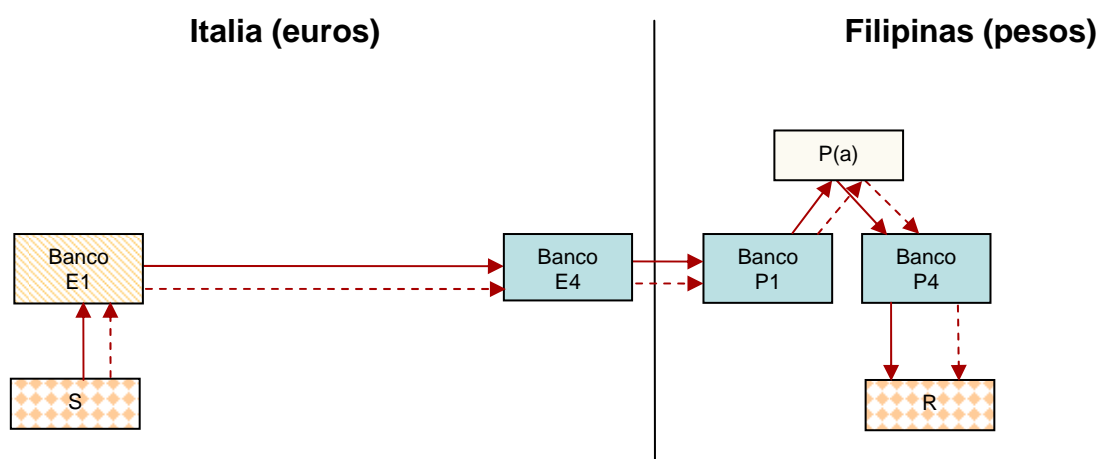 Italia (euros)
Filipinas (pesos)
P(a)
Banco
E1
Banco
E4
Banco
P1
Banco
P4
S
R